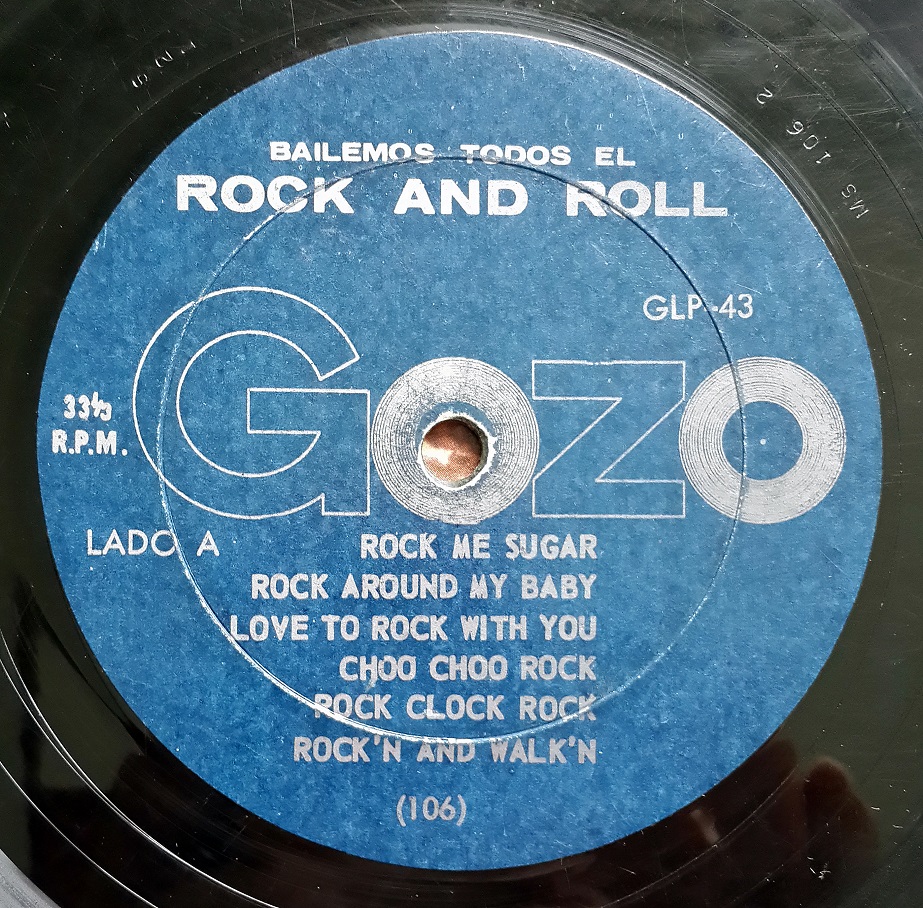 BAILEMOS TODOS EL
ROCK AND ROLL
GLP-43
GOZO
33⅓
R.P.M.
LADO A
ROCK ME SUGAR
ROCK AROUND MY BABY
LOVE TO ROCK WITH YOU
CHOO CHOO ROCK
ROCK CLOCK ROCK
ROCK'N AND WALK'N
(106)
MS 106 2